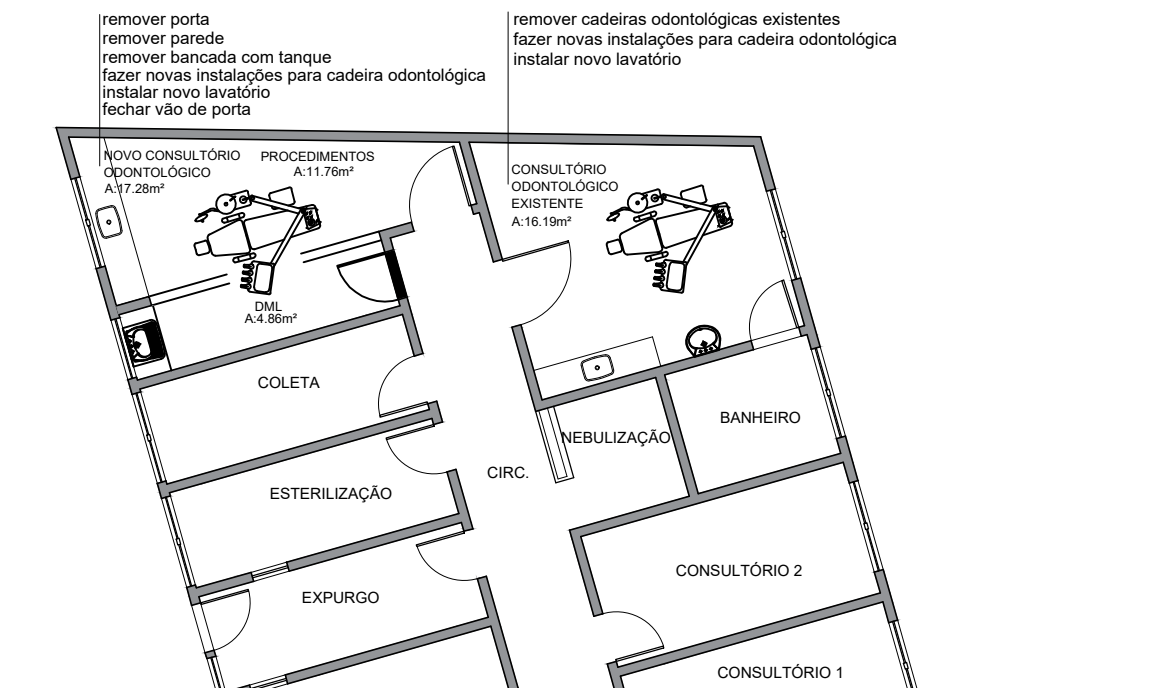 remover porta
remover parede
remover bancada com tanque
fazer novas instalações para cadeira odontológica
instalar novo lavatório
fechar vão de porta
remover cadeiras odontológicas existentes
fazer novas instalações para cadeira odontológica
instalar novo lavatório
NOVO CONSULTÓRIO
ODONTOLÓGICO
A:17.28m²
PROCEDIMENTOS
A:11.76m²
CONSULTÓRIO
ODONTOLÓGICO
EXISTENTE
A:16.19m²
DML
A:4.86m²
COLETA
BANHEIRO
NEBULIZAÇÃO
CIRC.
ESTERILIZAÇÃO
CONSULTÓRIO 2
EXPURGO
CONSULTÓRIO 1